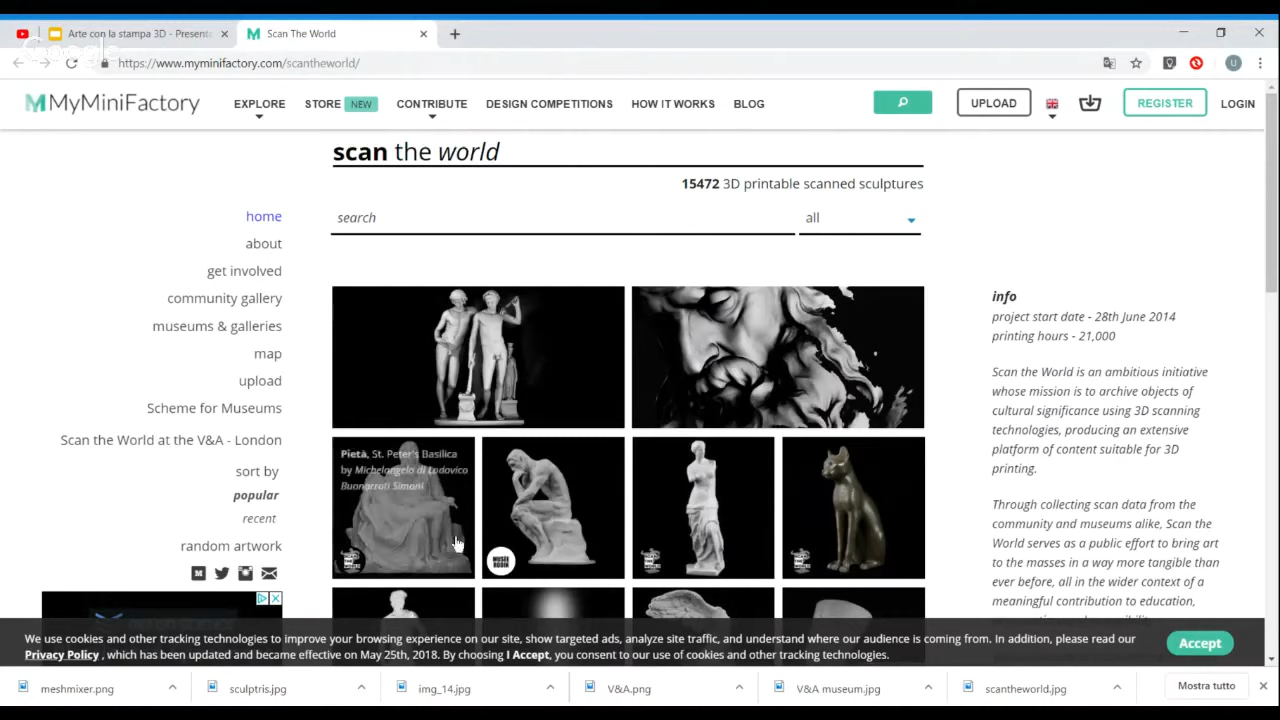 Arte con la stampa 3D - Present
Scan The World
Google
https://www.myminifactory.com/scantheworld/
MyMiniFactory
EXPLORE
STORE NEW
CONTRIBUTE
DESIGN COMPETITIONS
HOW IT WORKS
BLOG
UPLOAD
REGISTER
LOGIN
scan the world
15472 3D printable scanned sculptures
search
all
home
about
get involved
community gallery
museums & galleries
map
upload
Scheme for Museums
Scan the World at the V&A - London
sort by
popular
recent
random artwork
Pietà, St. Peter's Basilica
by Michelangelo di Lodovico
Buonarroti Simoni
MUSEE
RODIN
info
project start date - 28th June 2014
printing hours - 21,000
Scan the World is an ambitious initiative
whose mission is to archive objects of
cultural significance using 3D scanning
technologies, producing an extensive
platform of content suitable for 3D
printing.
Through collecting scan data from the
community and museums alike, Scan the
World serves as a public effort to bring art
to the masses in a way more tangible than
ever before, all in the wider context of a
meaningful contribution to education,
We use cookies and other tracking technologies to improve your browsing experience on our site, show targeted ads, analyze site traffic, and understand where our audience is coming from. In addition, please read our
Privacy Policy , which has been updated and became effective on May 25th, 2018. By choosing I Accept, you consent to our use of cookies and other tracking technologies.
Accept
meshmixer.png
sculptris.jpg
img_14.jpg
V&A.png
V&A museum.jpg
scantheworld.jpg
Mostra tutto